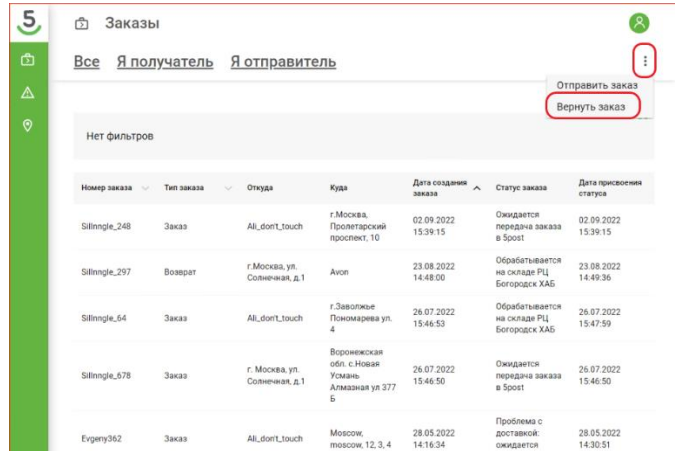 5
Заказы
Все Я получатель Я отправитель
Отправить заказ
Вернуть заказ
Нет фильтров
Номер заказа Тип заказа Откуда Куда Дата создания заказа Статус заказа Дата присвоения статуса
Sillnngle_248 Заказ Ali_don't_touch г.Москва, Пролетарский проспект, 10 02.09.2022 15:39:15 Ожидается передача заказа в 5post 02.09.2022 15:39:15
Sillnngle_297 Возврат г.Москва, ул. Солнечная, д.1 Avon 23.08.2022 14:48:00 Обрабатывается на складе РЦ Богородск ХАБ 23.08.2022 14:49:36
Sillnngle_64 Заказ Ali_don't_touch г.Заволжье Пономарева ул. 4 26.07.2022 15:46:53 Обрабатывается на складе РЦ Богородск ХАБ 26.07.2022 15:47:59
Sillnngle_678 Заказ г. Москва, ул. Солнечная, д.1 Воронежская обл. с.Новая Усмань Алмазная ул 377 Б 26.07.2022 15:46:50 Ожидается передача заказа в 5post 26.07.2022 15:46:50
Evgeny362 Заказ Ali_don't_touch Moscow, moscow, 12, 3, 4 28.05.2022 14:16:34 Проблема с доставкой: ожидается 28.05.2022 14:30:51